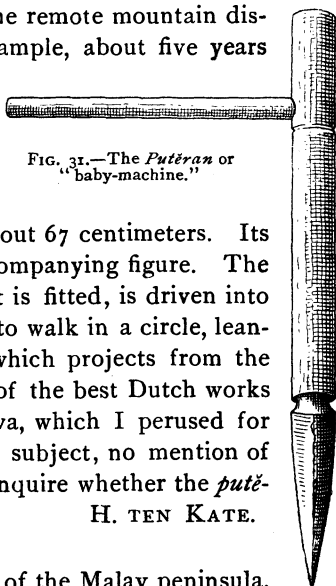 ne remote mountain dis-
ample, about five years
FIG. 31.—The Putĕran or
"baby-machine."
out 67 centimeters. Its
ompanying figure. The
t is fitted, is driven into
to walk in a circle, lean-
which projects from the
of the best Dutch works
va, which I perused for
subject, no mention of
nquire whether the putĕ-
H. TEN KATE.
of the Malay peninsula.